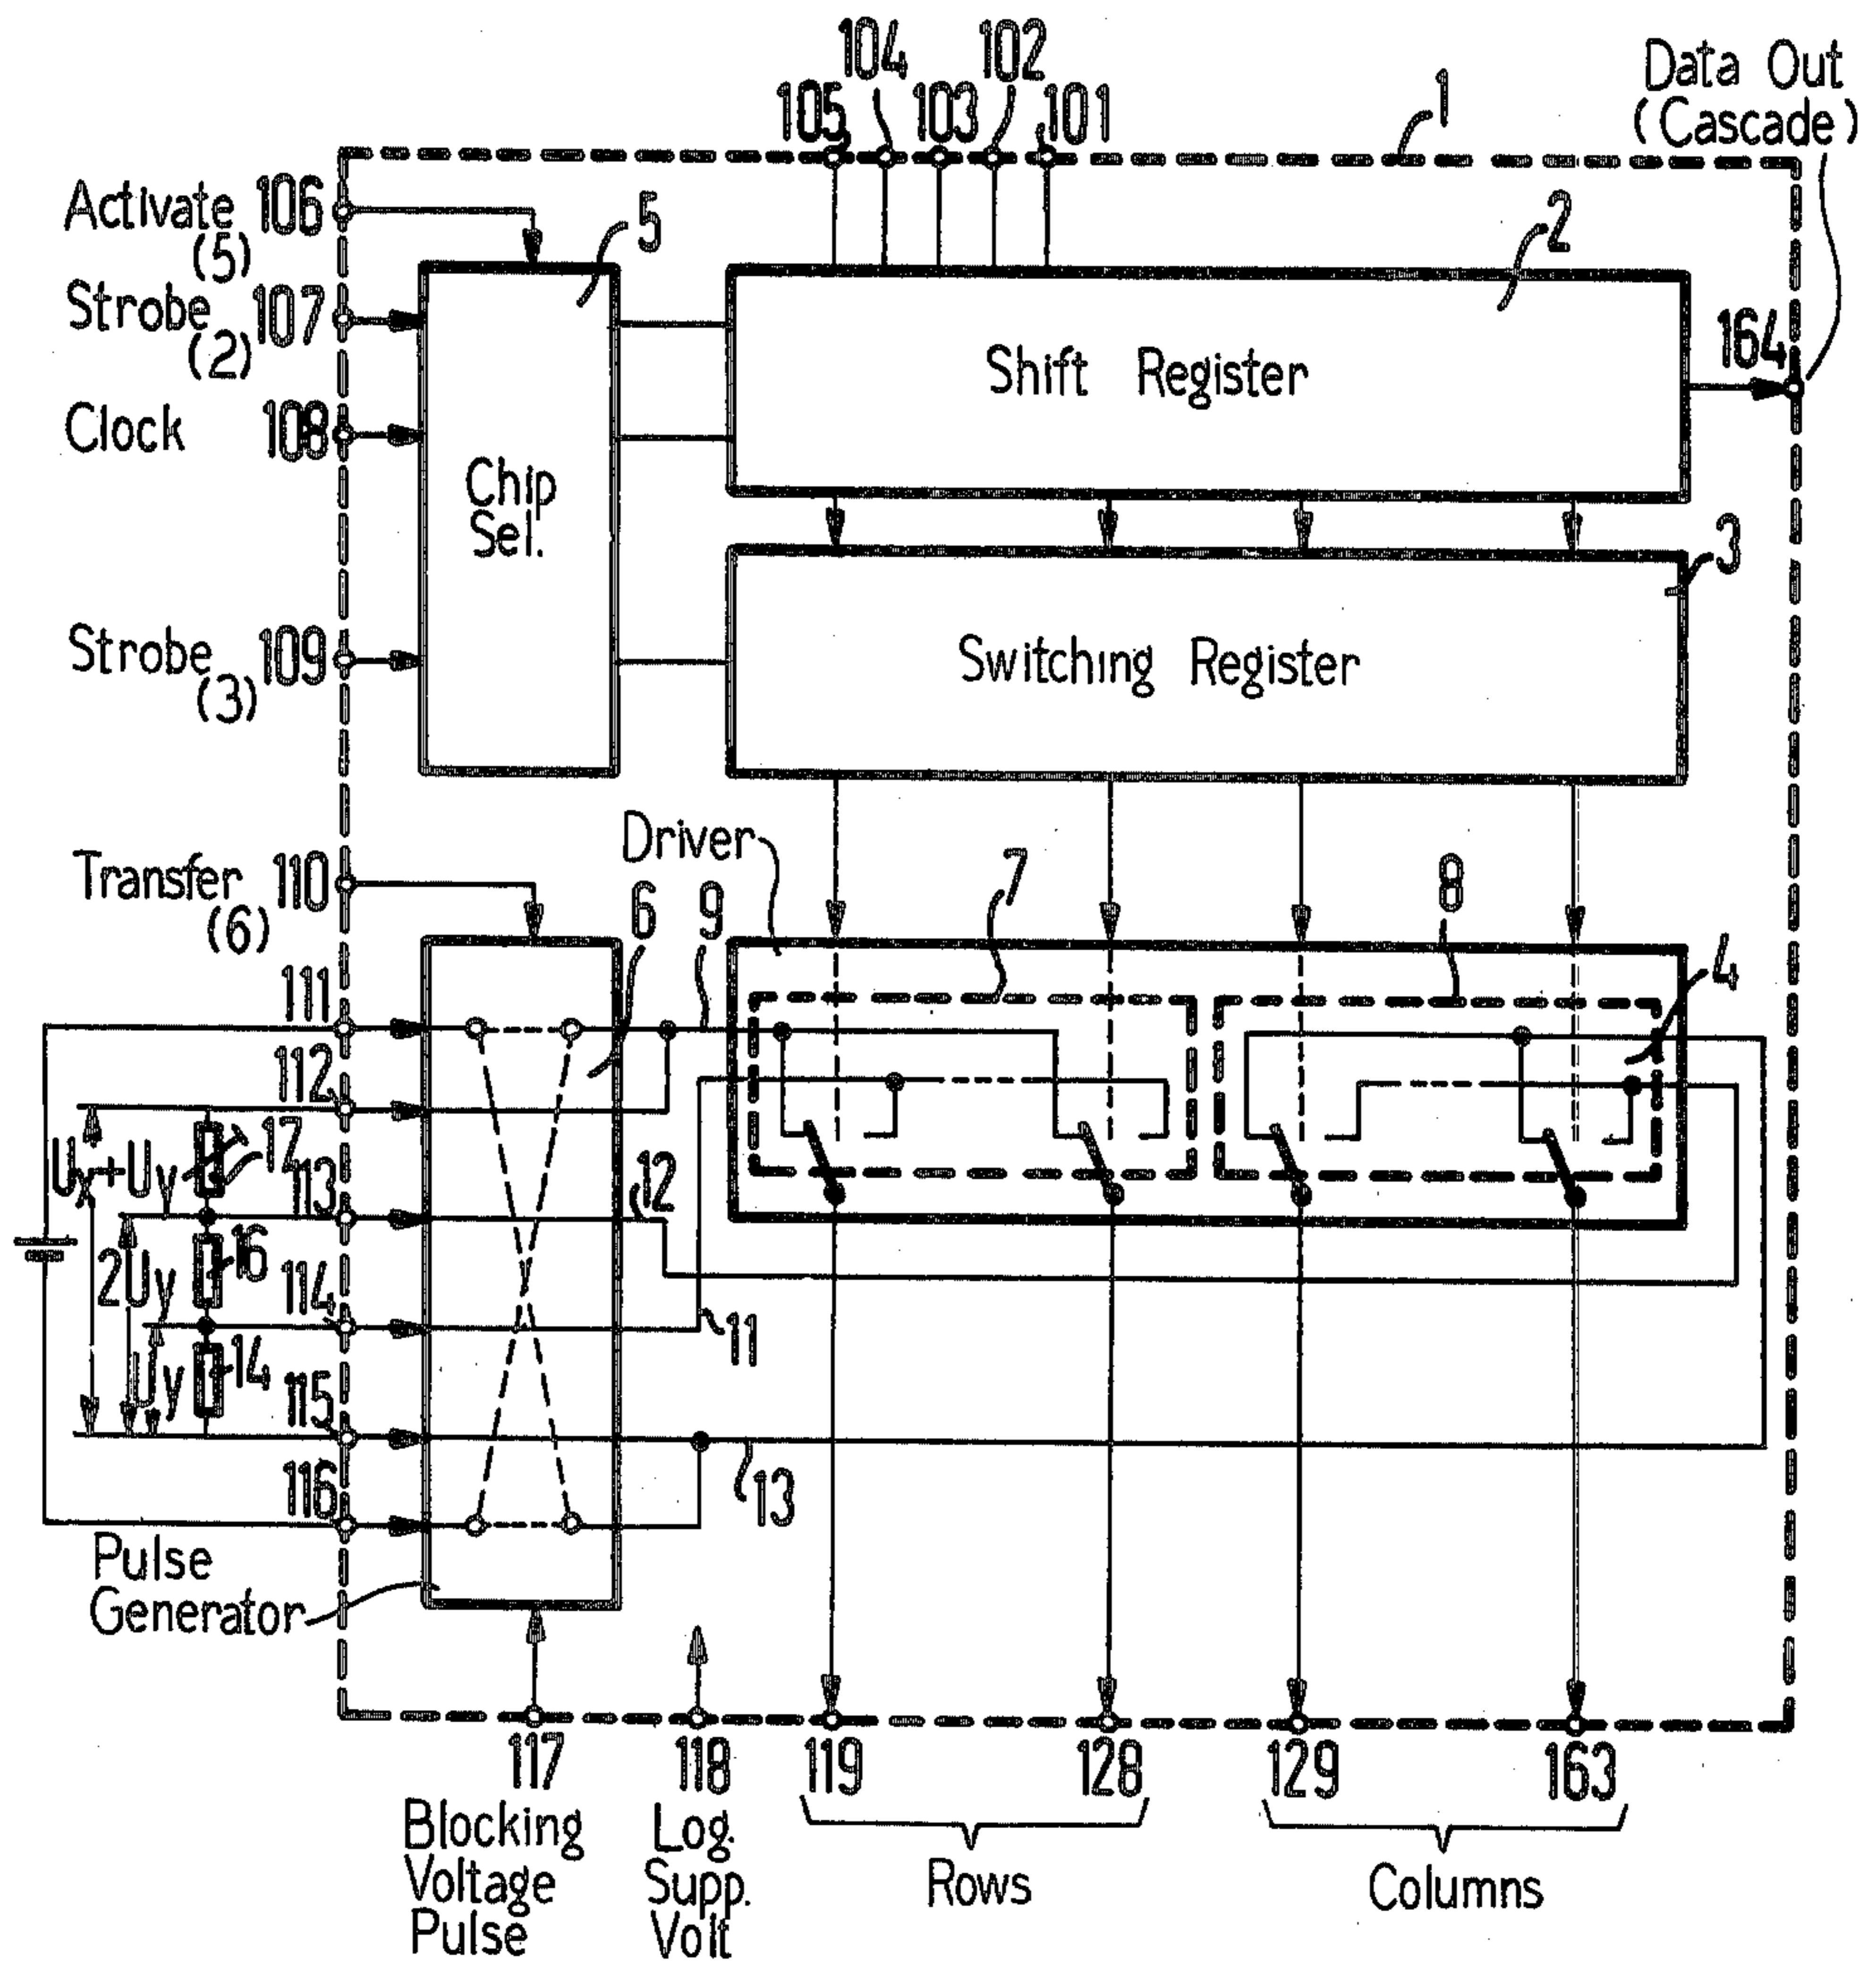 104 102
105 103 101
1
Data Out
(Cascade)
Activate 106
(5)
5
2
Strobe 107
(2)
164
Shift Register
Clock 108
Chip
Sel.
3
Strobe 109
(3)
Switching Register
Driver
7
8
Transfer 110
(6)
6
9
4
111
112
17
Ux+Uy
113
12
16
2Uy
114
11
14
Uy
115
13
116
Pulse
Generator
117
118
119
128
129
163
Blocking
Voltage
Pulse
Log.
Supp.
Volt
Rows
Columns